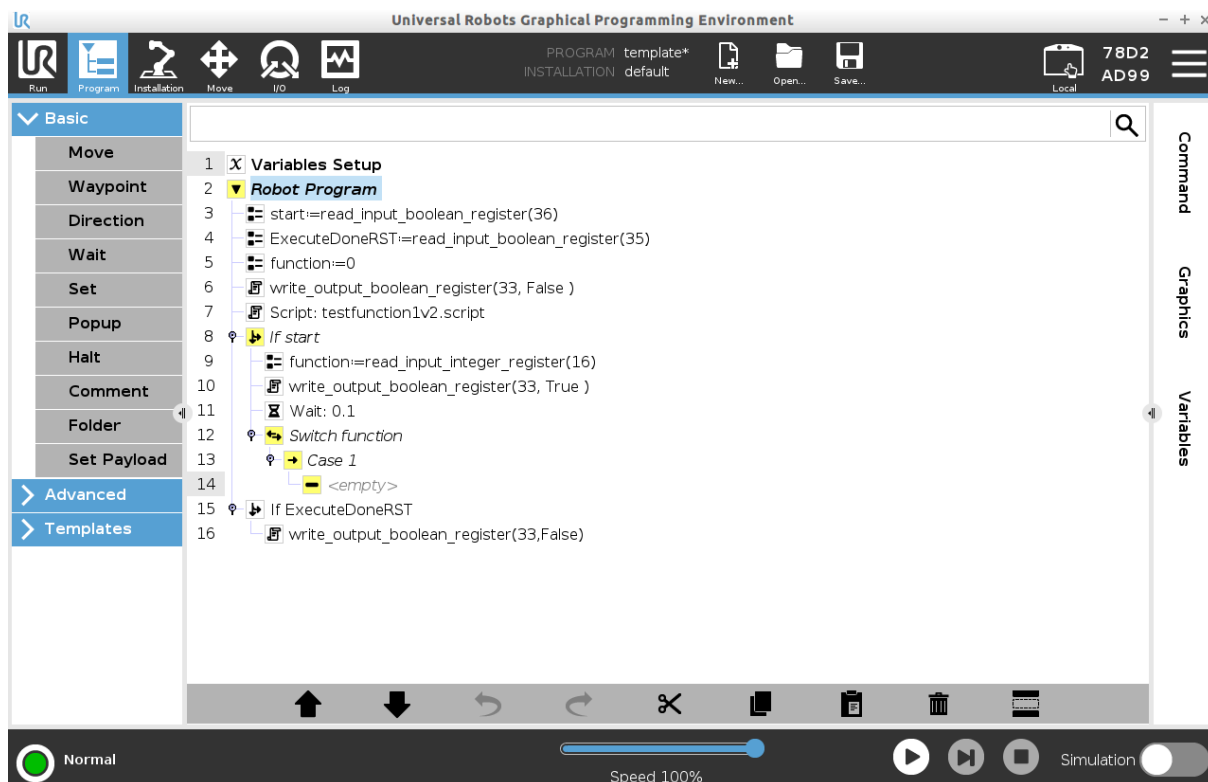 Universal Robots Graphical Programming Environment
PROGRAM template*
INSTALLATION default
Run Program Installation Move I/O Log New... Open... Save... Local
78D2
AD99
Basic
Move
Waypoint
Direction
Wait
Set
Popup
Halt
Comment
Folder
Set Payload
Advanced
Templates
1 X Variables Setup
2 Robot Program
3 start:=read_input_boolean_register(36)
4 ExecuteDoneRST:=read_input_boolean_register(35)
5 function:=0
6 write_output_boolean_register(33, False )
7 Script: testfunction1v2.script
8 If start
9 function:=read_input_integer_register(16)
10 write_output_boolean_register(33, True )
11 Wait: 0.1
12 Switch function
13 Case 1
14 <empty>
15 If ExecuteDoneRST
16 write_output_boolean_register(33,False)
Command
Graphics
Variables
Normal
Speed 100%
Simulation